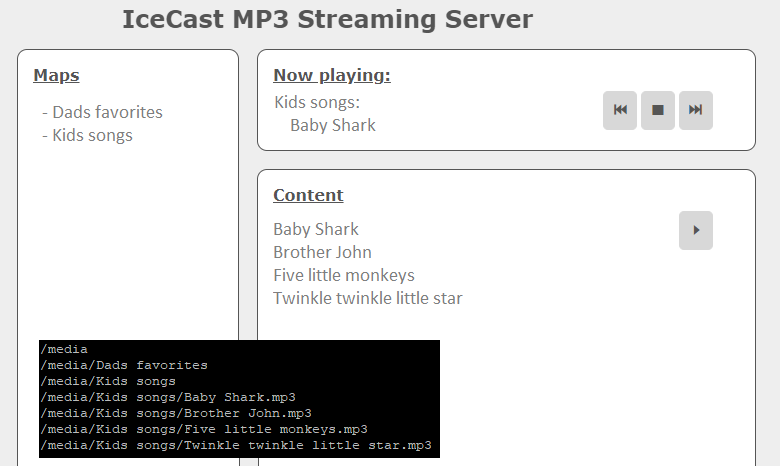 IceCast MP3 Streaming Server
Maps
- Dads favorites
- Kids songs
Now playing:
Kids songs:
Baby Shark
Content
Baby Shark
Brother John
Five little monkeys
Twinkle twinkle little star
/media
/media/Dads favorites
/media/Kids songs
/media/Kids songs/Baby Shark.mp3
/media/Kids songs/Brother John.mp3
/media/Kids songs/Five little monkeys.mp3
/media/Kids songs/Twinkle twinkle little star.mp3